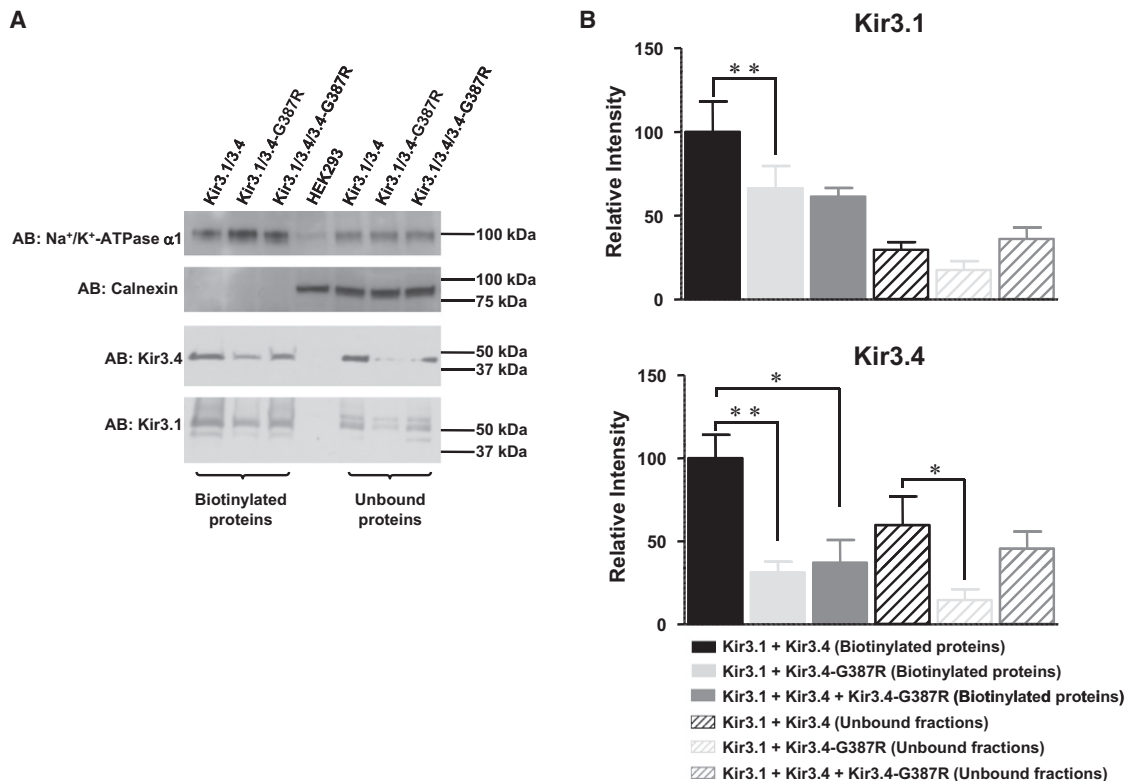 A
Kir3.1/3.4
Kir3.1/3.4-G387R
Kir3.1/3.4/3.4-G387R
HEK293
Kir3.1/3.4
Kir3.1/3.4-G387R
Kir3.1/3.4/3.4-G387R
AB: Na⁺/K⁺-ATPase α1
100 kDa
AB: Calnexin
100 kDa
75 kDa
AB: Kir3.4
50 kDa
37 kDa
AB: Kir3.1
50 kDa
37 kDa
Biotinylated
proteins
Unbound
proteins
B
Kir3.1
Relative Intensity
150
100
50
0
* *
Kir3.4
Relative Intensity
150
100
50
0
*
* *
*
Kir3.1 + Kir3.4 (Biotinylated proteins)
Kir3.1 + Kir3.4-G387R (Biotinylated proteins)
Kir3.1 + Kir3.4 + Kir3.4-G387R (Biotinylated proteins)
Kir3.1 + Kir3.4 (Unbound fractions)
Kir3.1 + Kir3.4-G387R (Unbound fractions)
Kir3.1 + Kir3.4 + Kir3.4-G387R (Unbound fractions)